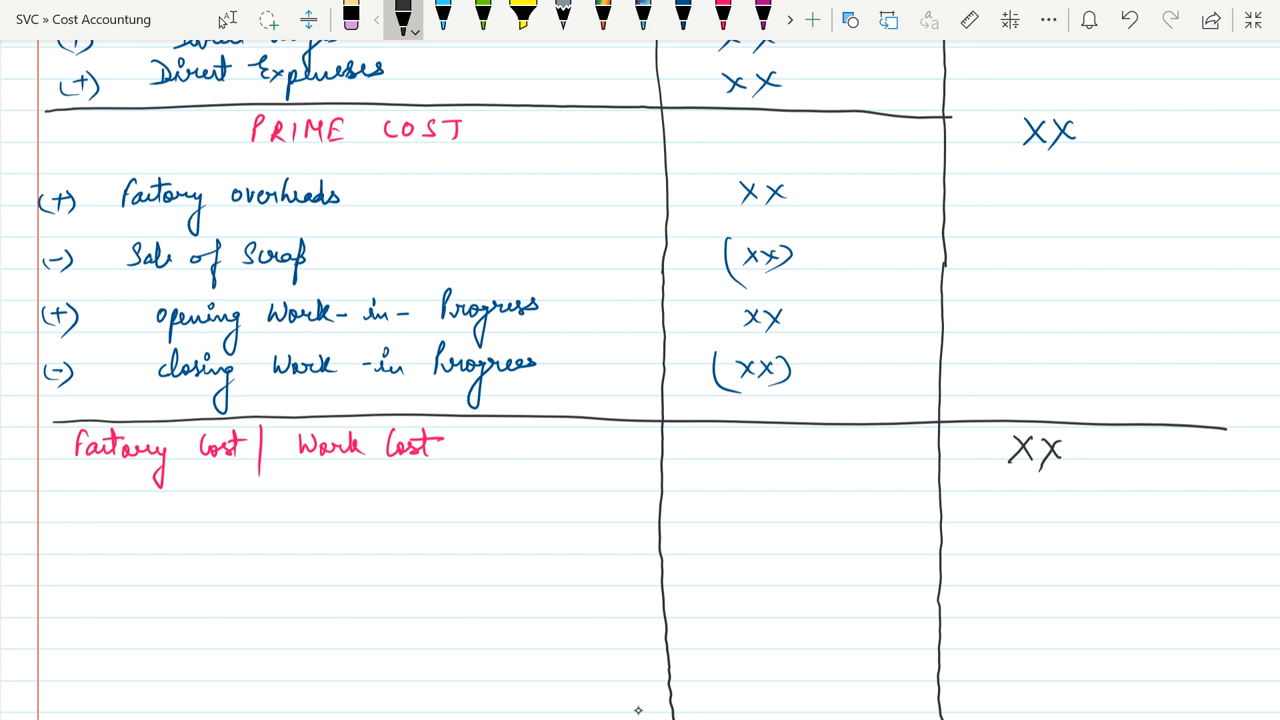 SVC » Cost Accountung
(+)
(+) Direct Expenses XX
PRIME COST XX
(+) Factory overheads XX
(-) Sale of Scrap (XX)
(+) opening Work-in-Progress XX
(-) closing Work-in Progress (XX)
Factory Cost | Work Cost XX